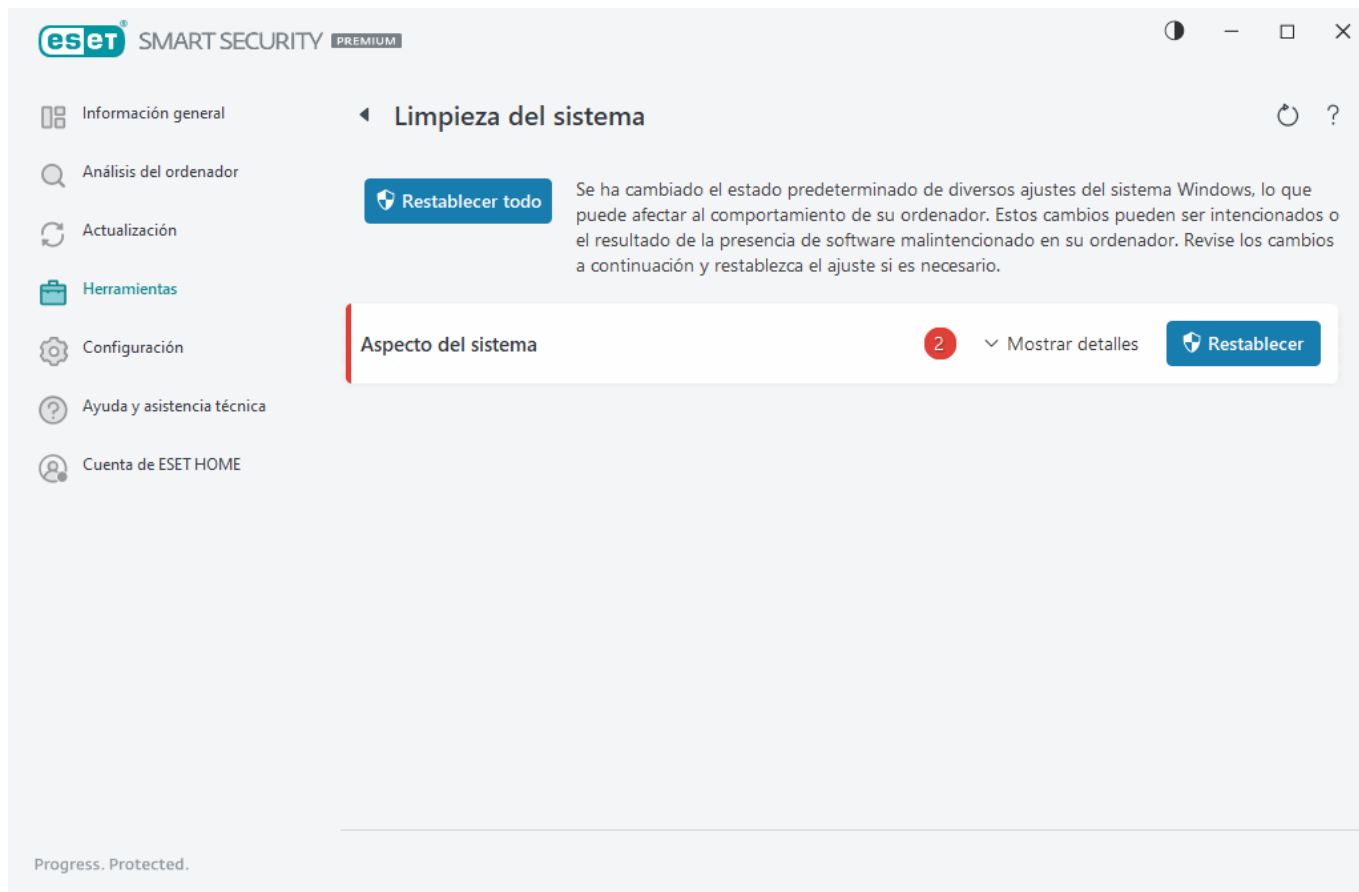 eset® SMART SECURITY PREMIUM
Información general
Análisis del ordenador
Actualización
Herramientas
Configuración
Ayuda y asistencia técnica
Cuenta de ESET HOME
Limpieza del sistema
?
Restablecer todo
Se ha cambiado el estado predeterminado de diversos ajustes del sistema Windows, lo que
puede afectar al comportamiento de su ordenador. Estos cambios pueden ser intencionados o
el resultado de la presencia de software malintencionado en su ordenador. Revise los cambios
a continuación y restablezca el ajuste si es necesario.
Aspecto del sistema 2 Mostrar detalles Restablecer
Progress. Protected.